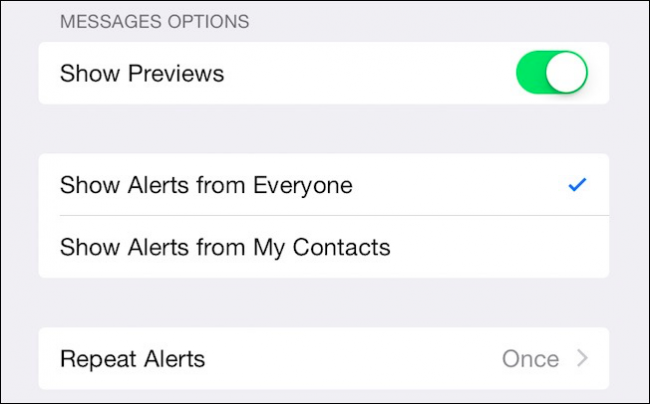 MESSAGES OPTIONS
Show Previews
Show Alerts from Everyone
Show Alerts from My Contacts
Repeat Alerts Once